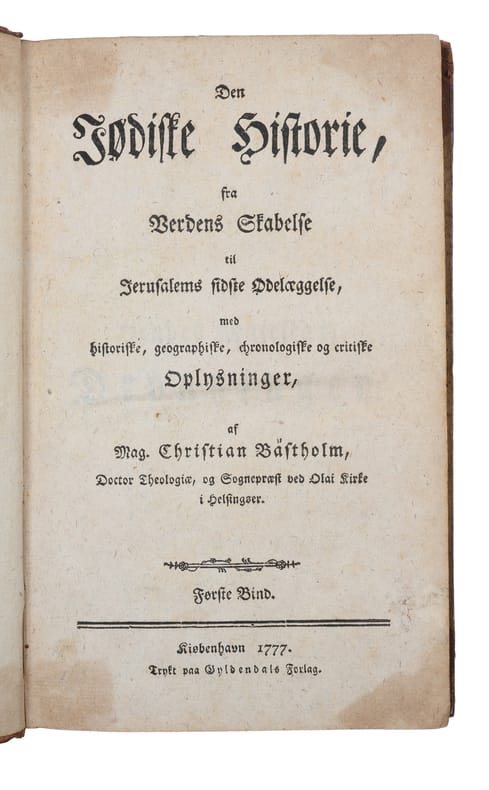 Den
Jødiske Historie,
fra
Verdens Skabelse
til
Jerusalems sidste Ødelæggelse,
med
historiske, geographiske, chronologiske og critiske
Oplysninger,
af
Mag. Christian Bästholm,
Doctor Theologiæ, og Sognepræst ved Olai Kirke
i Helsingøer.
Første Bind.
Kiøbenhavn 1777.
Trykt paa Gyldendals Forlag.